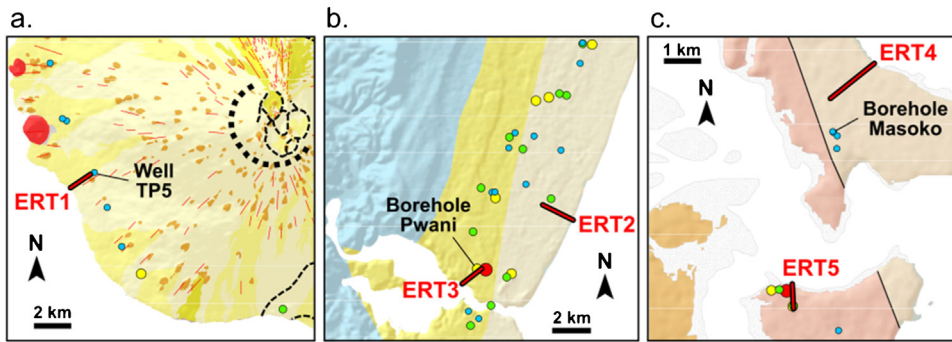 a.
b.
c.
Well
TP5
ERT1
N
2 km
Borehole
Pwani
ERT2
ERT3
N
2 km
1 km
N
ERT4
Borehole
Masoko
ERT5